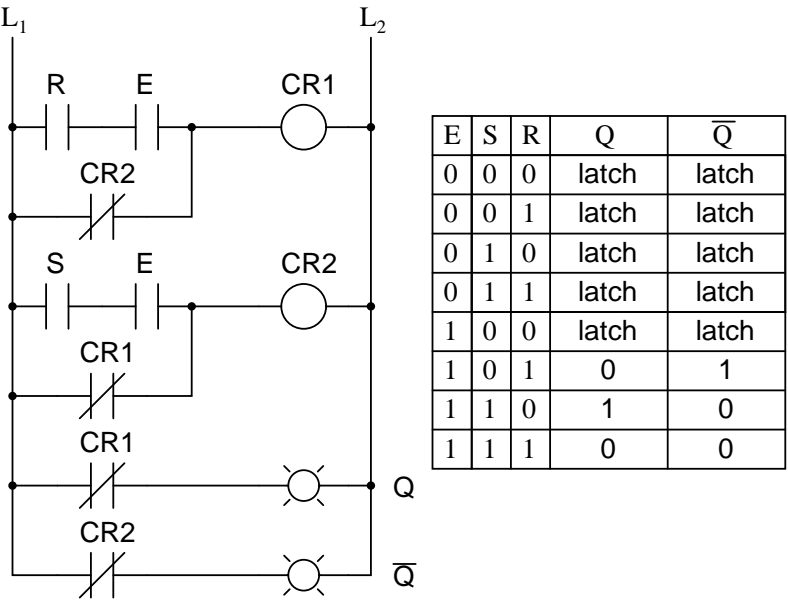 L1 L2
R E CR1
CR2
S E CR2
CR1
CR1
Q
CR2
Q̅
E S R Q Q̅
0 0 0 latch latch
0 0 1 latch latch
0 1 0 latch latch
0 1 1 latch latch
1 0 0 latch latch
1 0 1 0 1
1 1 0 1 0
1 1 1 0 0